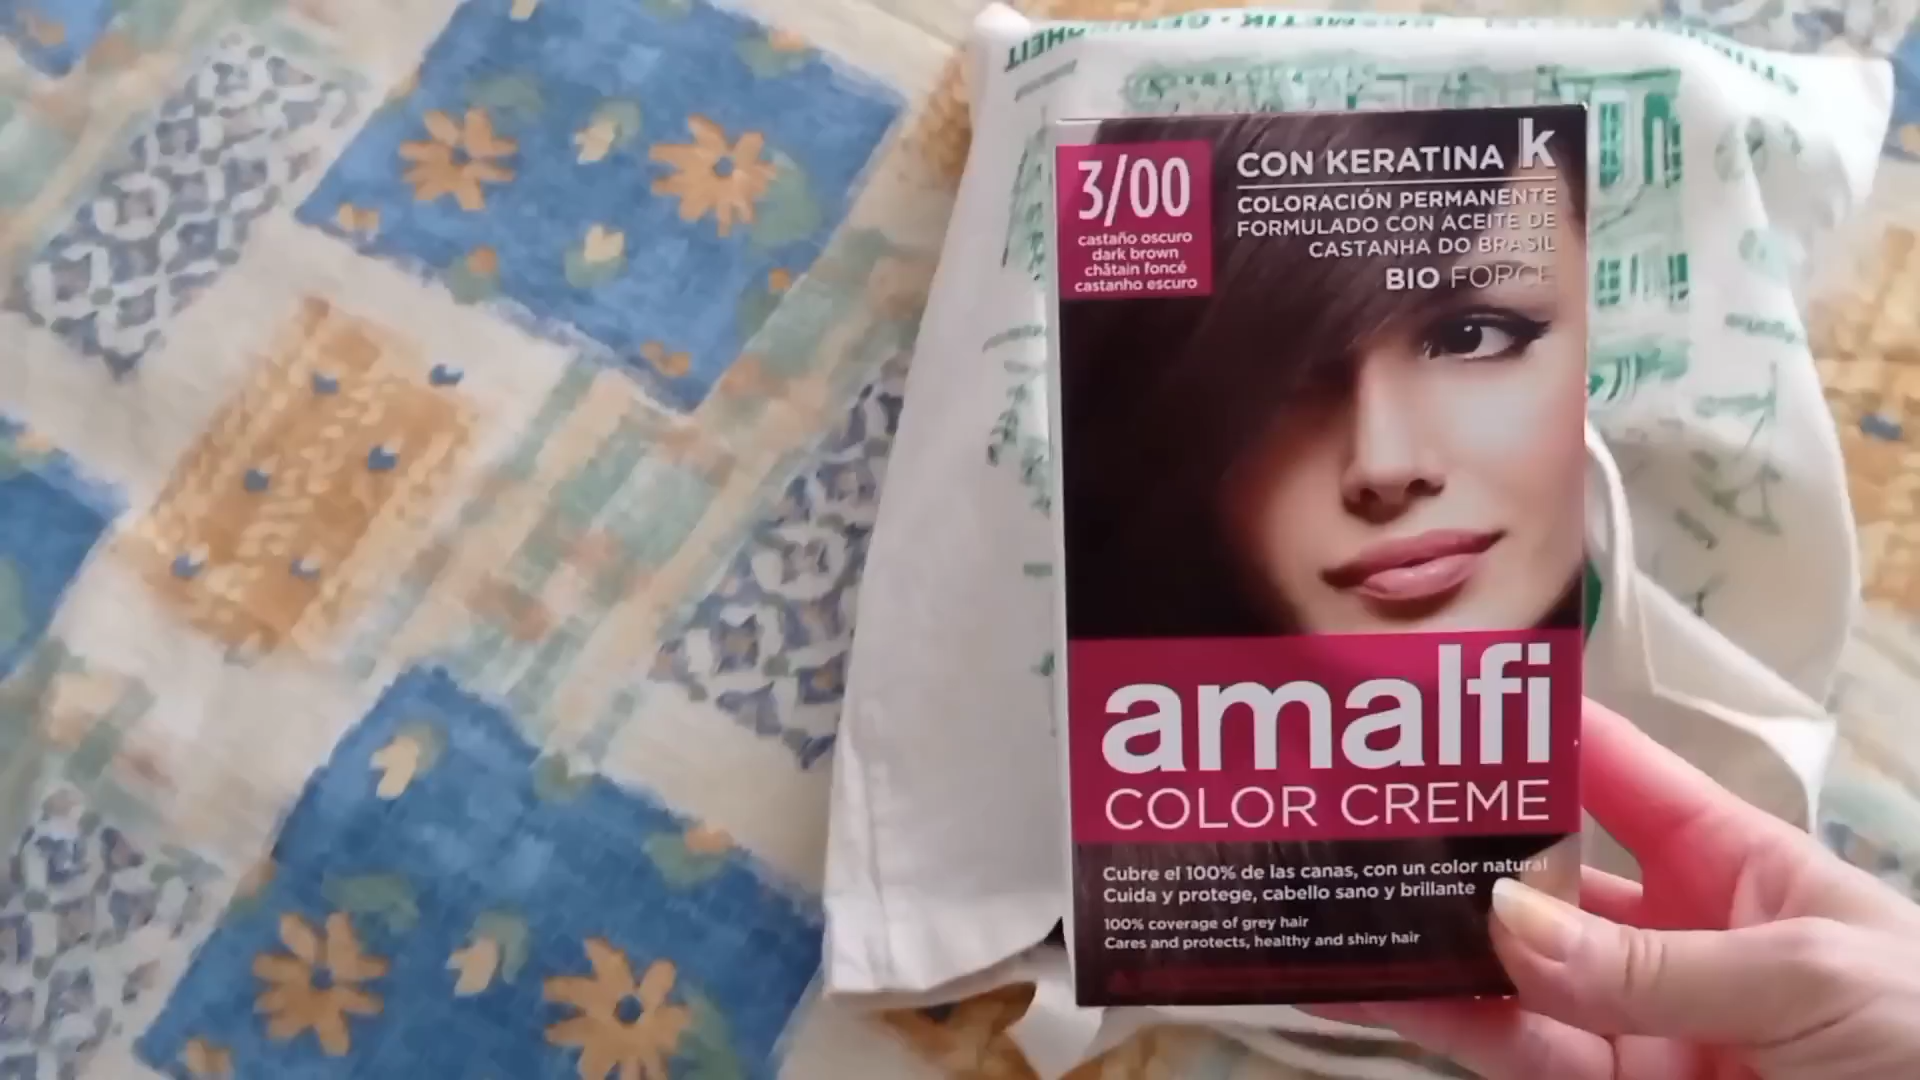 KOSMETIK · GESUNDHEIT
3/00
castaño oscuro
dark brown
châtain foncé
castanho escuro
CON KERATINA k
COLORACIÓN PERMANENTE
FORMULADO CON ACEITE DE
CASTANHA DO BRASIL
BIO FORCE
amalfi
COLOR CREME
Cubre el 100% de las canas, con un color natural
Cuida y protege, cabello sano y brillante
100% coverage of grey hair
Cares and protects, healthy and shiny hair